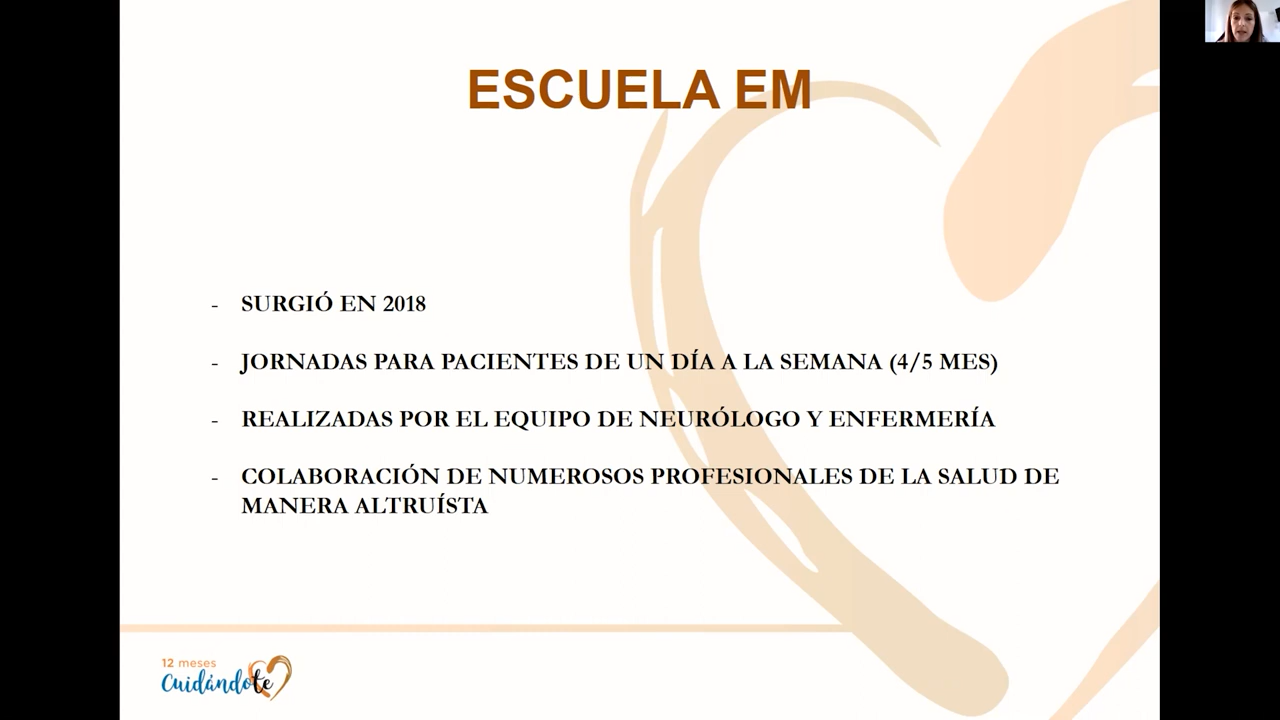 ESCUELA EM
- SURGIÓ EN 2018
- JORNADAS PARA PACIENTES DE UN DÍA A LA SEMANA (4/5 MES)
- REALIZADAS POR EL EQUIPO DE NEURÓLOGO Y ENFERMERÍA
- COLABORACIÓN DE NUMEROSOS PROFESIONALES DE LA SALUD DE
MANERA ALTRUÍSTA
12 meses
Cuidándote